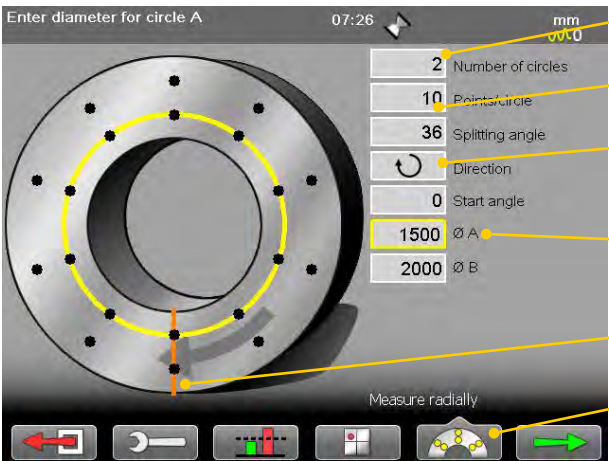 Enter diameter for circle A
07:26
mm
0
2 Number of circles
10 Points/circle
36 Splitting angle
Direction
0 Start angle
1500 Ø A
2000 Ø B
Measure radially